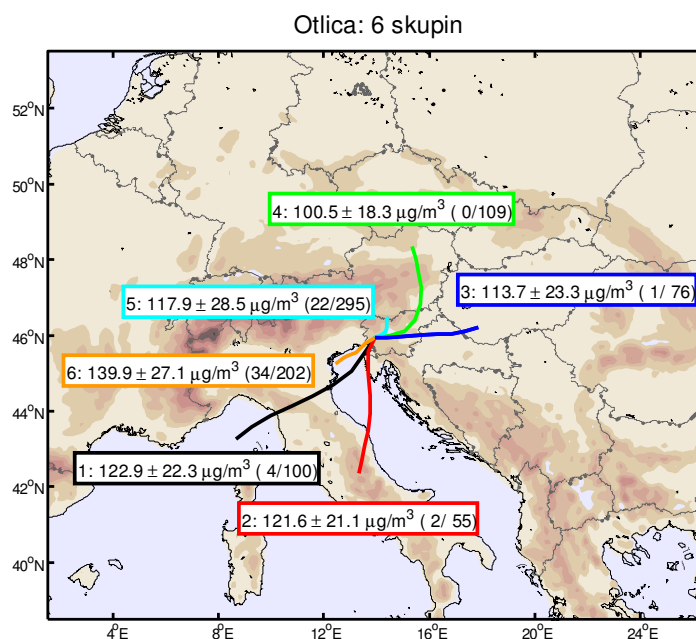 Otlica: 6 skupin
52°N
50°N
4: 100.5 ± 18.3 μg/m³ ( 0/109)
48°N
5: 117.9 ± 28.5 μg/m³ (22/295)
3: 113.7 ± 23.3 μg/m³ ( 1/ 76)
46°N
6: 139.9 ± 27.1 μg/m³ (34/202)
44°N
1: 122.9 ± 22.3 μg/m³ ( 4/100)
42°N
2: 121.6 ± 21.1 μg/m³ ( 2/ 55)
40°N
4°E 8°E 12°E 16°E 20°E 24°E